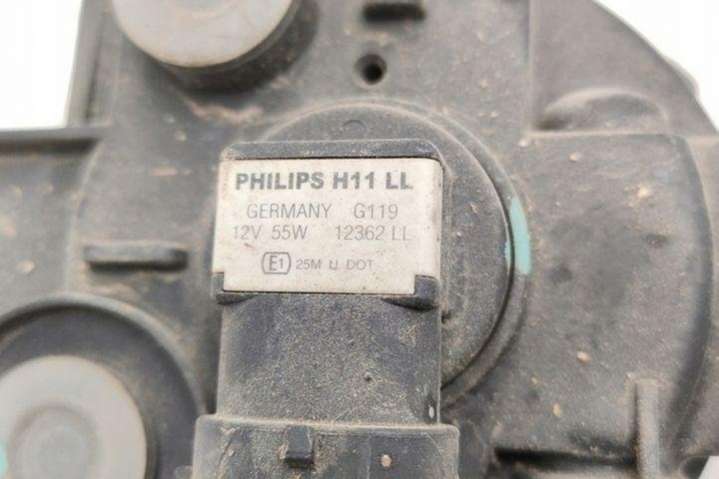 PHILIPS H11 LL
GERMANY G119
12V 55W 12362 LL
E1 25M U DOT